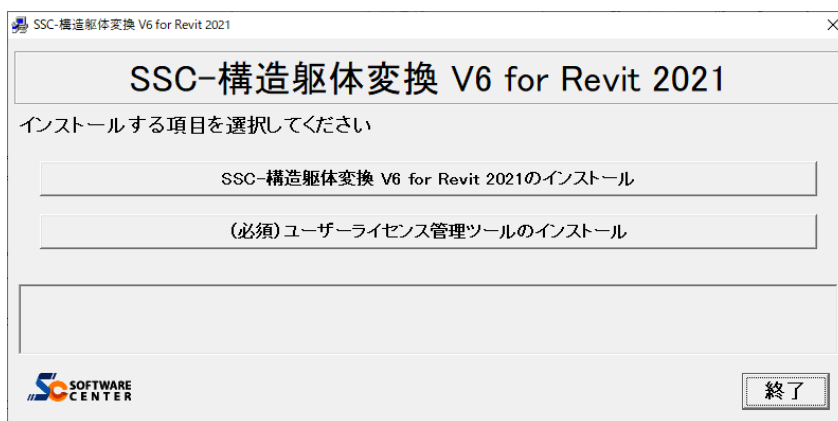 SSC-構造躯体変換 V6 for Revit 2021
SSC-構造躯体変換 V6 for Revit 2021
インストールする項目を選択してください
SSC-構造躯体変換 V6 for Revit 2021のインストール
(必須)ユーザーライセンス管理ツールのインストール
SOFTWARE
CENTER
終了